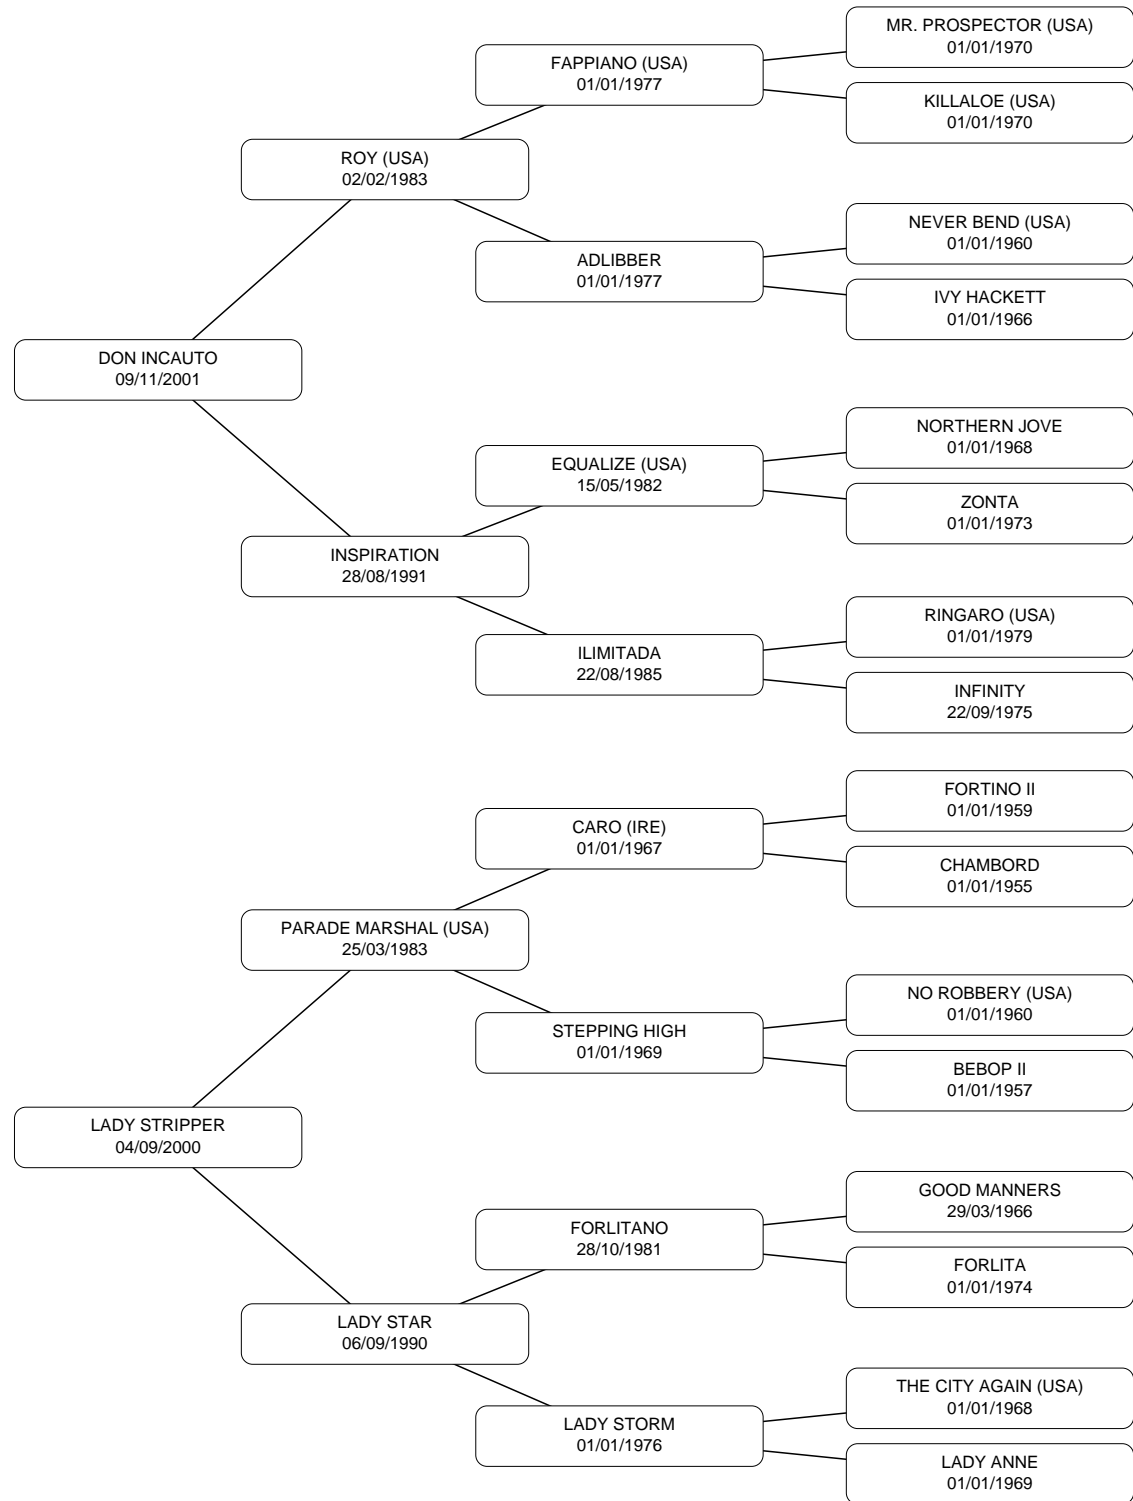 MR. PROSPECTOR (USA)
01/01/1970
FAPPIANO (USA)
01/01/1977
KILLALOE (USA)
01/01/1970
ROY (USA)
02/02/1983
NEVER BEND (USA)
01/01/1960
ADLIBBER
01/01/1977
IVY HACKETT
01/01/1966
DON INCAUTO
09/11/2001
NORTHERN JOVE
01/01/1968
EQUALIZE (USA)
15/05/1982
ZONTA
01/01/1973
INSPIRATION
28/08/1991
RINGARO (USA)
01/01/1979
ILIMITADA
22/08/1985
INFINITY
22/09/1975
FORTINO II
01/01/1959
CARO (IRE)
01/01/1967
CHAMBORD
01/01/1955
PARADE MARSHAL (USA)
25/03/1983
NO ROBBERY (USA)
01/01/1960
STEPPING HIGH
01/01/1969
BEBOP II
01/01/1957
LADY STRIPPER
04/09/2000
GOOD MANNERS
29/03/1966
FORLITANO
28/10/1981
FORLITA
01/01/1974
LADY STAR
06/09/1990
THE CITY AGAIN (USA)
01/01/1968
LADY STORM
01/01/1976
LADY ANNE
01/01/1969